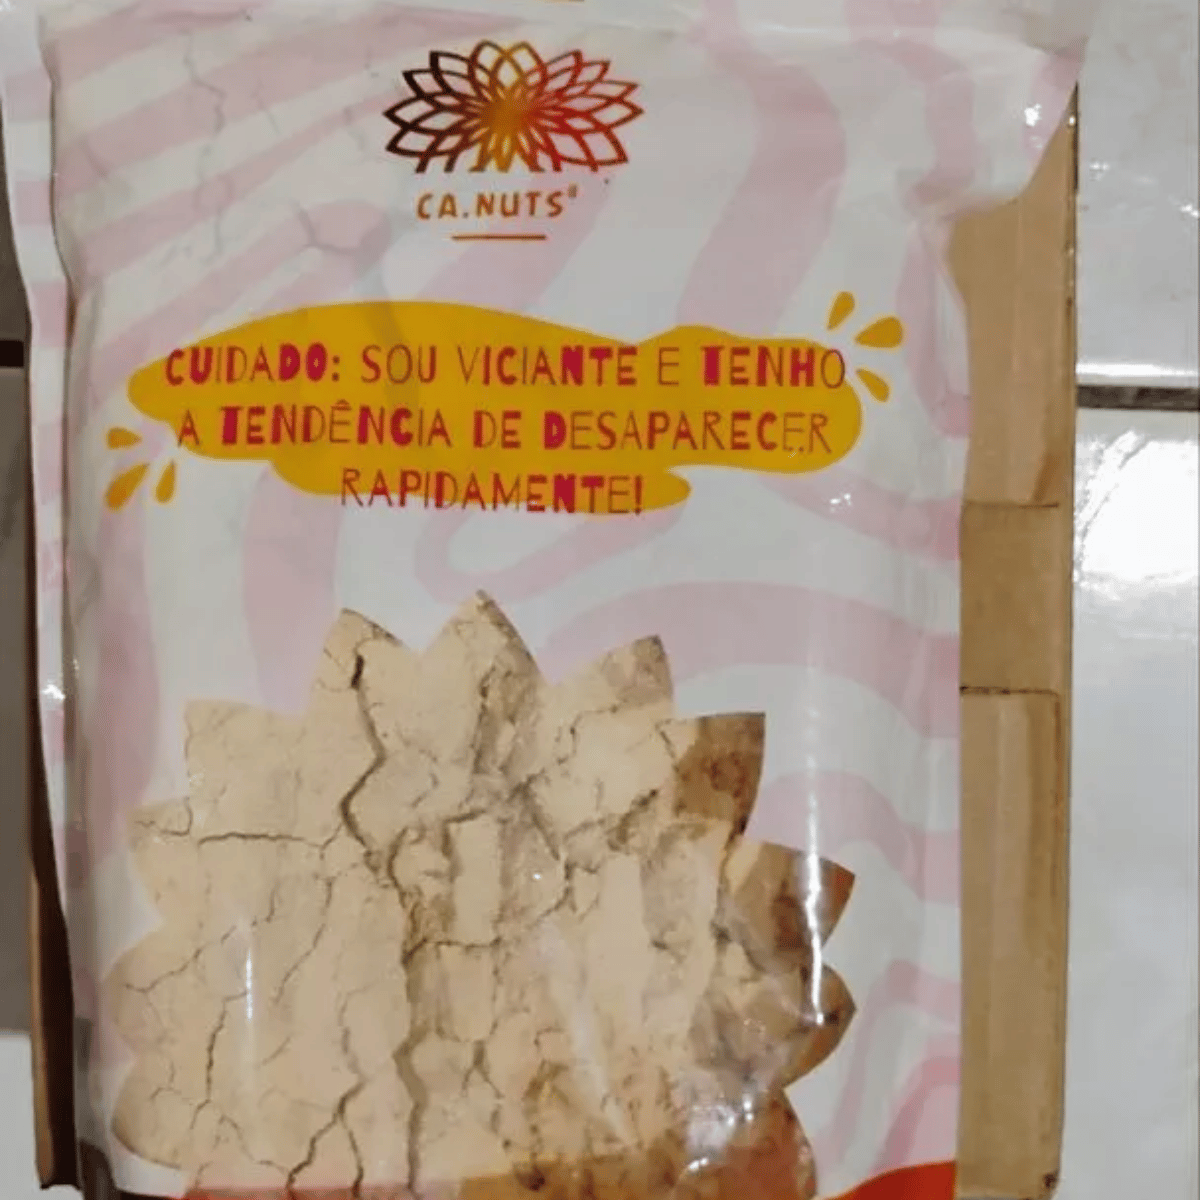 CA.NUTS®
CUIDADO: SOU VICIANTE E TENHO
A TENDÊNCIA DE DESAPARECER
RAPIDAMENTE!